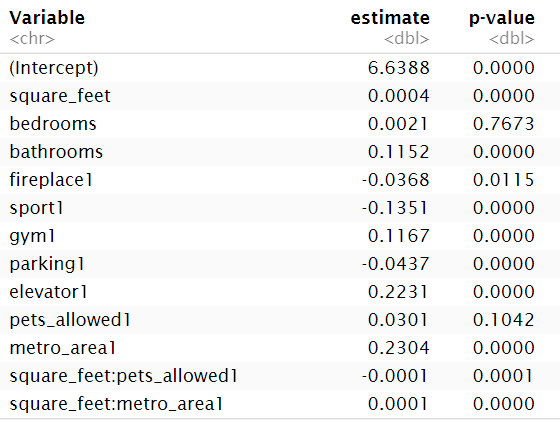 Variable estimate p-value
<chr> <dbl> <dbl>
(Intercept) 6.6388 0.0000
square_feet 0.0004 0.0000
bedrooms 0.0021 0.7673
bathrooms 0.1152 0.0000
fireplace1 -0.0368 0.0115
sport1 -0.1351 0.0000
gym1 0.1167 0.0000
parking1 -0.0437 0.0000
elevator1 0.2231 0.0000
pets_allowed1 0.0301 0.1042
metro_area1 0.2304 0.0000
square_feet:pets_allowed1 -0.0001 0.0001
square_feet:metro_area1 0.0001 0.0000